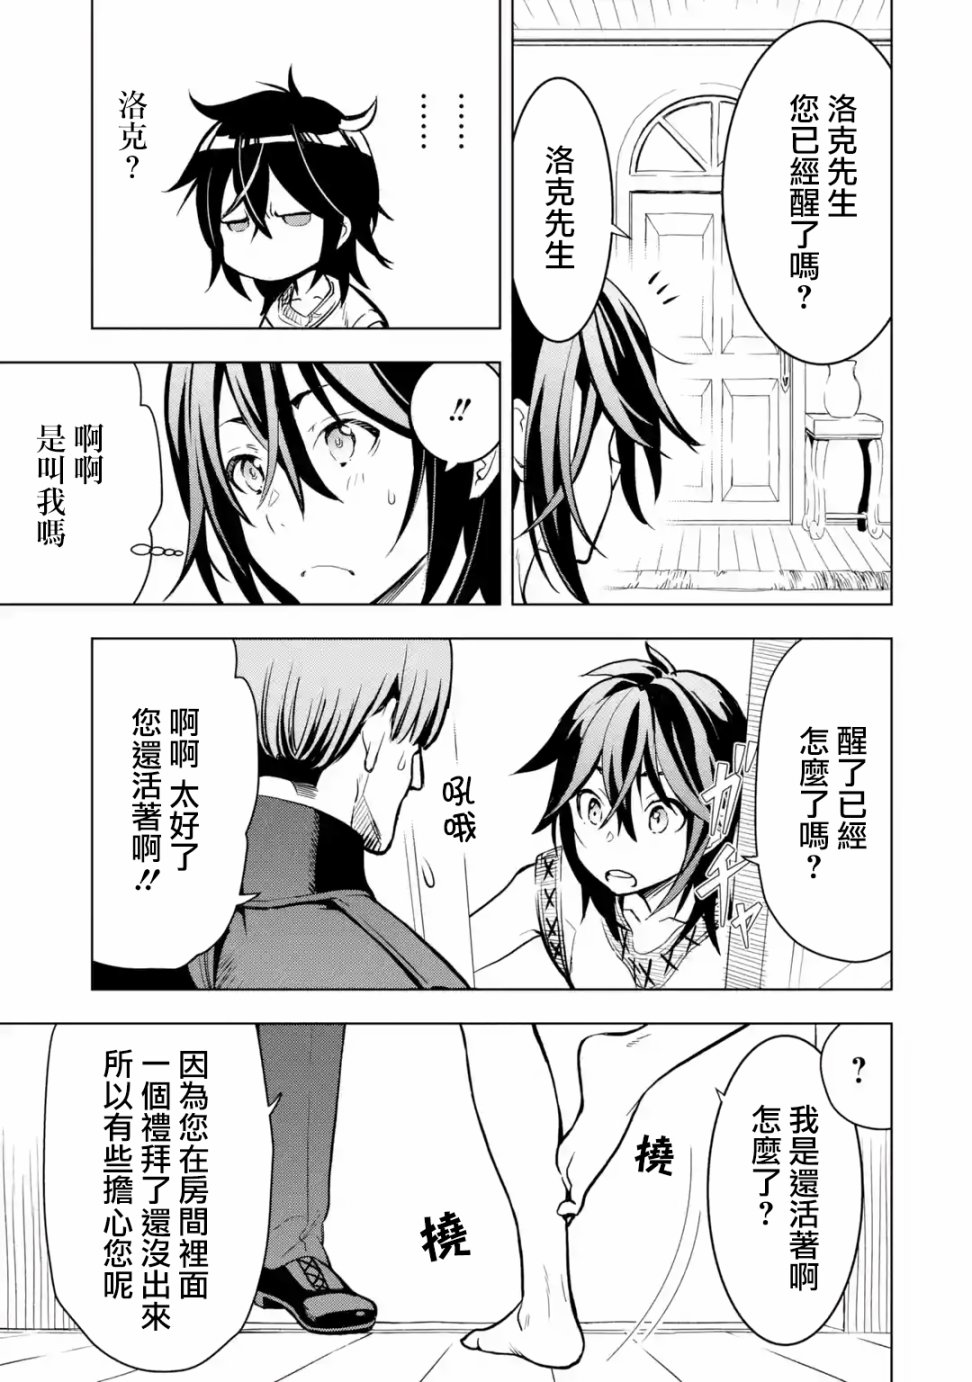 洛克先生
您已經醒了嗎?
洛克先生
⋯⋯
⋯⋯
洛克?
!!
啊啊
是叫我嗎
醒了已經
怎麼了嗎?
ガチャ
吼哦
啊啊 太好了
您還活著啊!!
?
我是還活著啊
怎麼了?
撓
撓
因為您在房間裡面
一個禮拜了還沒出來
所以有些擔心您呢